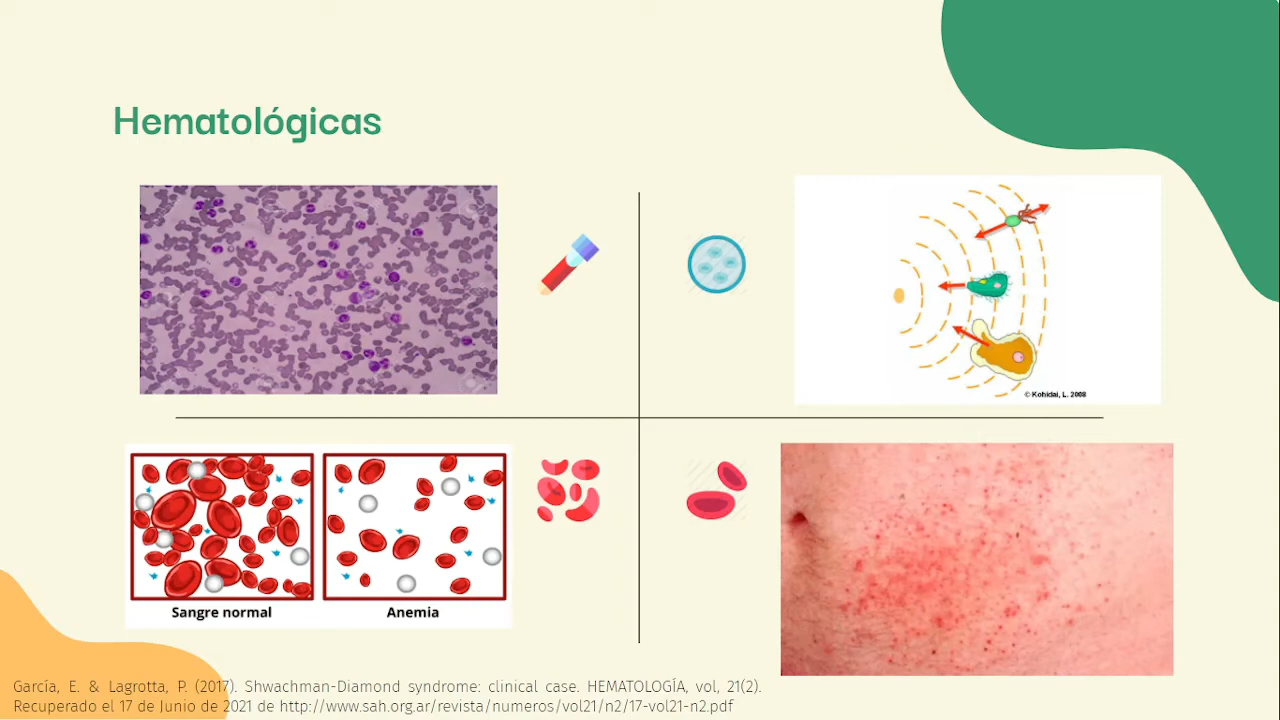 Hematológicas
© Kohidai, L. 2008
Sangre normal
Anemia
García, E. & Lagrotta, P. (2017). Shwachman-Diamond syndrome: clinical case. HEMATOLOGÍA, vol, 21(2).
Recuperado el 17 de Junio de 2021 de http://www.sah.org.ar/revista/numeros/vol21/n2/17-vol21-n2.pdf